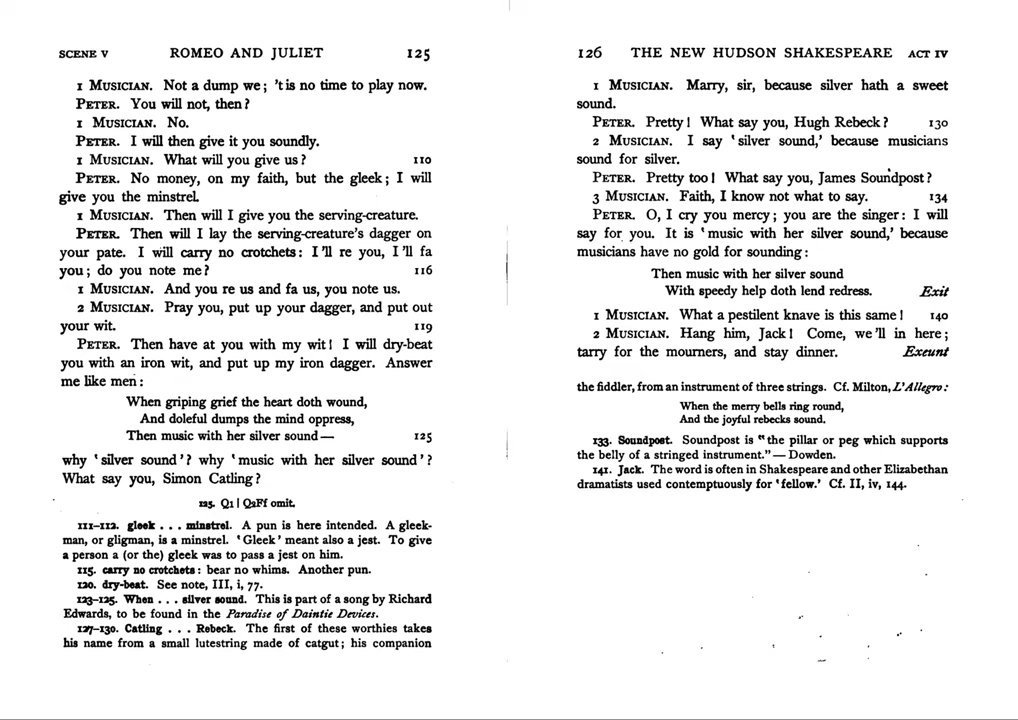 SCENE V ROMEO AND JULIET 125
1 MUSICIAN. Not a dump we; 't is no time to play now.
PETER. You will not, then?
1 MUSICIAN. No.
PETER. I will then give it you soundly.
1 MUSICIAN. What will you give us? 110
PETER. No money, on my faith, but the gleek; I will
give you the minstrel.
1 MUSICIAN. Then will I give you the serving-creature.
PETER. Then will I lay the serving-creature's dagger on
your pate. I will carry no crotchets: I'll re you, I'll fa
you; do you note me? 116
1 MUSICIAN. And you re us and fa us, you note us.
2 MUSICIAN. Pray you, put up your dagger, and put out
your wit. 119
PETER. Then have at you with my wit! I will dry-beat
you with an iron wit, and put up my iron dagger. Answer
me like men:
When griping grief the heart doth wound,
And doleful dumps the mind oppress,
Then music with her silver sound— 125
why 'silver sound'? why 'music with her silver sound'?
What say you, Simon Catling?
125. Q1 | Q2Ff omit.
111–112. gleek . . . minstrel. A pun is here intended. A gleek-
man, or gligman, is a minstrel. 'Gleek' meant also a jest. To give
a person a (or the) gleek was to pass a jest on him.
115. carry no crotchets: bear no whims. Another pun.
120. dry-beat. See note, III, i, 77.
123–125. When . . . silver sound. This is part of a song by Richard
Edwards, to be found in the Paradise of Daintie Devices.
127–130. Catling . . . Rebeck. The first of these worthies takes
his name from a small lutestring made of catgut; his companion
126 THE NEW HUDSON SHAKESPEARE ACT IV
1 MUSICIAN. Marry, sir, because silver hath a sweet
sound.
PETER. Pretty! What say you, Hugh Rebeck? 130
2 MUSICIAN. I say 'silver sound,' because musicians
sound for silver.
PETER. Pretty too! What say you, James Soundpost?
3 MUSICIAN. Faith, I know not what to say. 134
PETER. O, I cry you mercy; you are the singer: I will
say for you. It is 'music with her silver sound,' because
musicians have no gold for sounding:
Then music with her silver sound
With speedy help doth lend redress. Exit
1 MUSICIAN. What a pestilent knave is this same! 140
2 MUSICIAN. Hang him, Jack! Come, we'll in here;
tarry for the mourners, and stay dinner. Exeunt
the fiddler, from an instrument of three strings. Cf. Milton, L'Allegro:
When the merry bells ring round,
And the joyful rebecks sound.
133. Soundpost. Soundpost is "the pillar or peg which supports
the belly of a stringed instrument."—Dowden.
141. Jack. The word is often in Shakespeare and other Elizabethan
dramatists used contemptuously for 'fellow.' Cf. II, iv, 144.